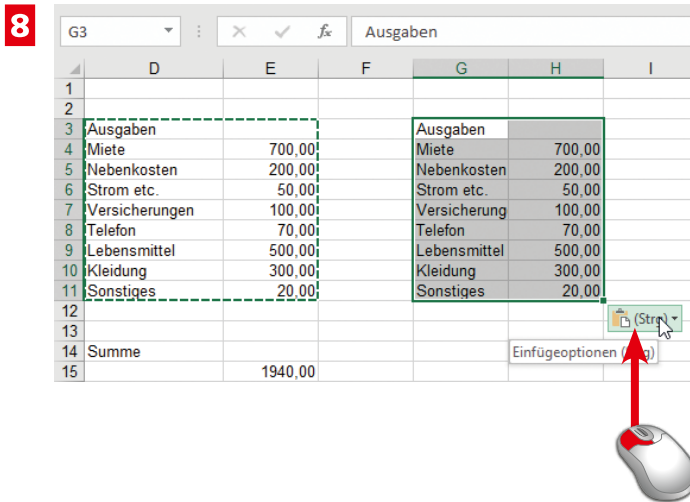 8
G3 fx Ausgaben
D E F G H I
1
2
3 Ausgaben Ausgaben
4 Miete 700,00 Miete 700,00
5 Nebenkosten 200,00 Nebenkosten 200,00
6 Strom etc. 50,00 Strom etc. 50,00
7 Versicherungen 100,00 Versicherung 100,00
8 Telefon 70,00 Telefon 70,00
9 Lebensmittel 500,00 Lebensmittel 500,00
10 Kleidung 300,00 Kleidung 300,00
11 Sonstiges 20,00 Sonstiges 20,00
12 (Strg)
13
14 Summe Einfügeoptionen
15 1940,00